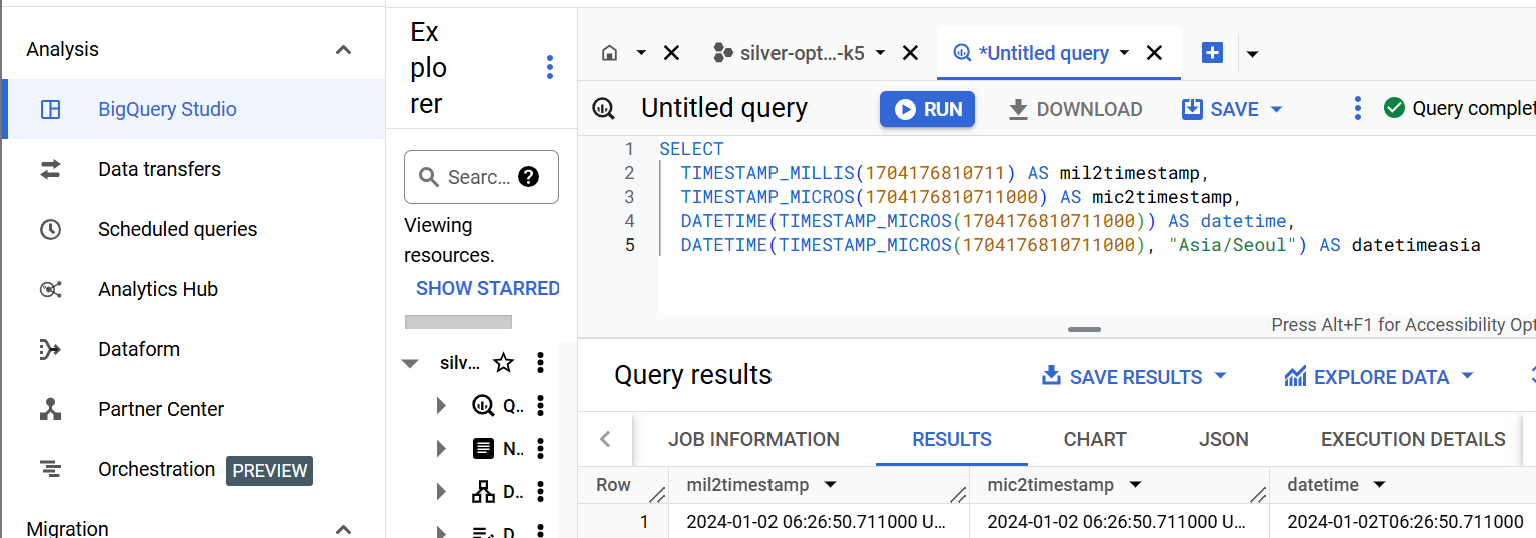 Analysis
BigQuery Studio
Data transfers
Scheduled queries
Analytics Hub
Dataform
Partner Center
Orchestration PREVIEW
Migration
Ex
plo
rer
Searc...
Viewing
resources.
SHOW STARRED
silv...
Q..
N..
D..
D
silver-opt...-k5
*Untitled query
Untitled query
RUN
DOWNLOAD
SAVE
Query complet
1 SELECT
2 TIMESTAMP_MILLIS(1704176810711) AS mil2timestamp,
3 TIMESTAMP_MICROS(1704176810711000) AS mic2timestamp,
4 DATETIME(TIMESTAMP_MICROS(1704176810711000)) AS datetime,
5 DATETIME(TIMESTAMP_MICROS(1704176810711000), "Asia/Seoul") AS datetimeasia
Press Alt+F1 for Accessibility Opt
Query results
SAVE RESULTS
EXPLORE DATA
JOB INFORMATION
RESULTS
CHART
JSON
EXECUTION DETAILS
Row mil2timestamp mic2timestamp datetime
1 2024-01-02 06:26:50.711000 U... 2024-01-02 06:26:50.711000 U... 2024-01-02T06:26:50.711000